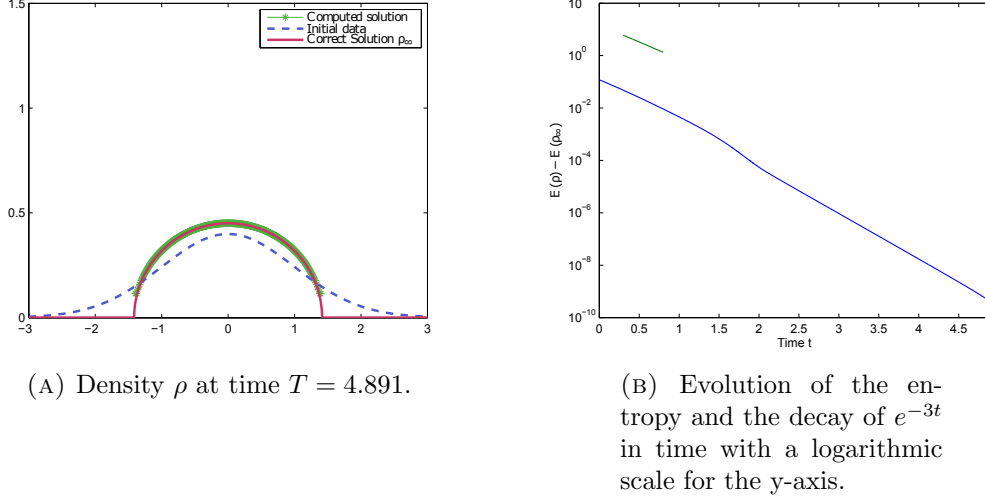 Computed solution
Initial data
Correct Solution ρ∞
1.5
1
0.5
0
−3 −2 −1 0 1 2 3
(A) Density ρ at time T = 4.891.
10²
10⁰
10⁻²
10⁻⁴
10⁻⁶
10⁻⁸
10⁻¹⁰
E (ρ) − E (ρ∞)
0 0.5 1 1.5 2 2.5 3 3.5 4 4.5
Time t
(B) Evolution of the en-
tropy and the decay of e⁻³ᵗ
in time with a logarithmic
scale for the y-axis.